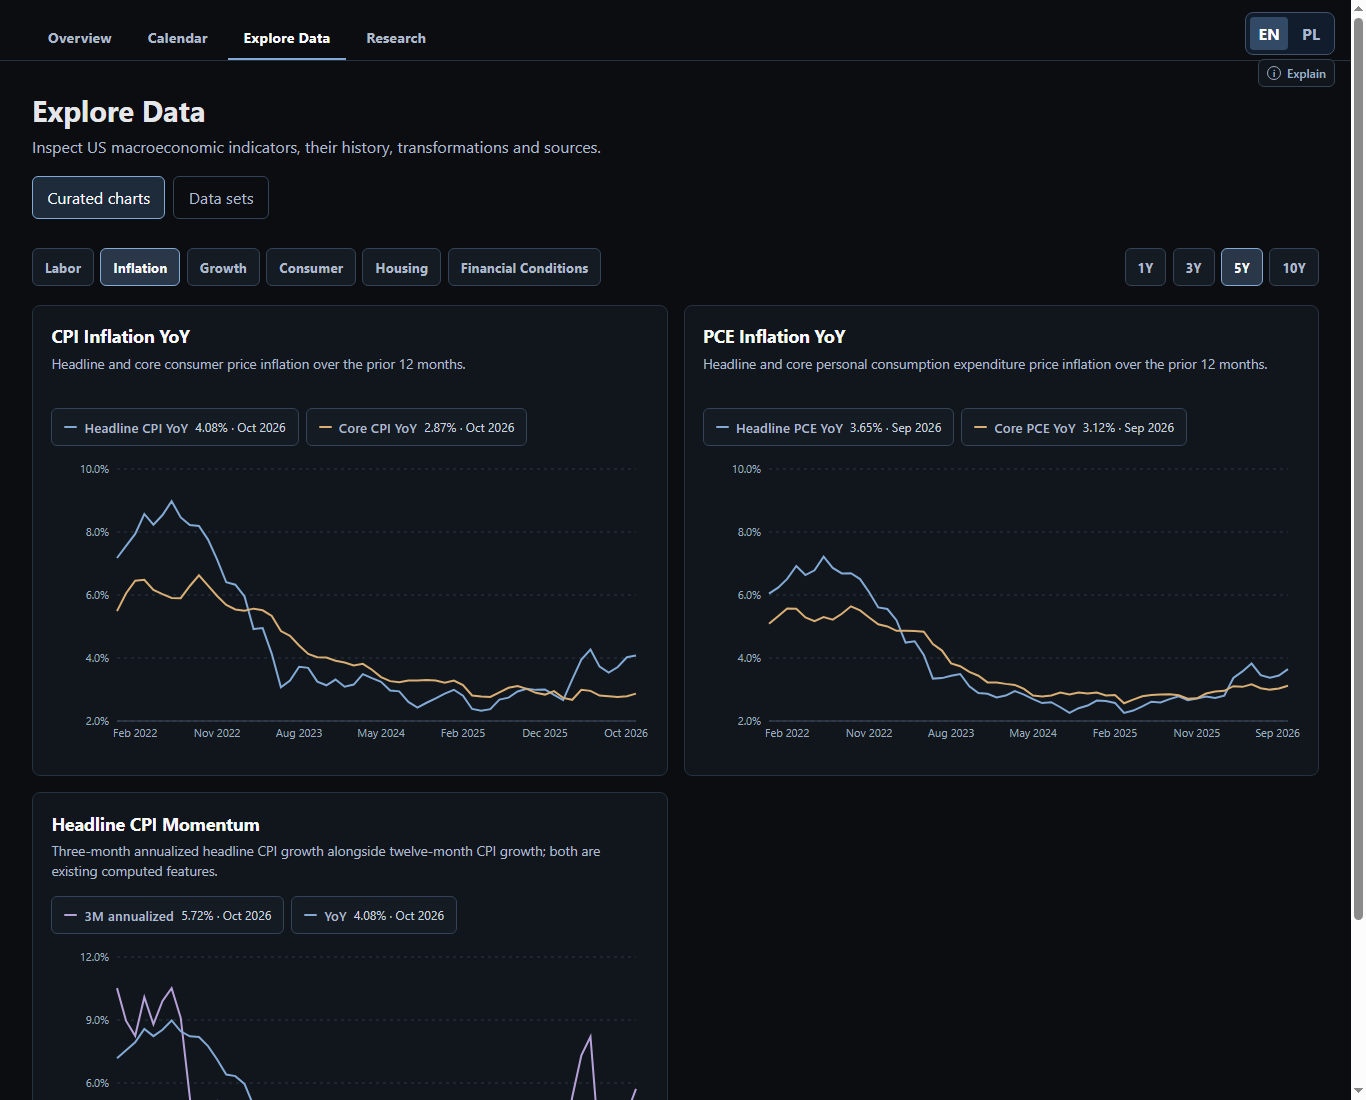 Overview Calendar Explore Data Research EN PL
Explain
Explore Data
Inspect US macroeconomic indicators, their history, transformations and sources.
Curated charts Data sets
Labor Inflation Growth Consumer Housing Financial Conditions 1Y 3Y 5Y 10Y
CPI Inflation YoY
Headline and core consumer price inflation over the prior 12 months.
Headline CPI YoY 4.08% · Oct 2026 Core CPI YoY 2.87% · Oct 2026
10.0%
8.0%
6.0%
4.0%
2.0%
Feb 2022 Nov 2022 Aug 2023 May 2024 Feb 2025 Dec 2025 Oct 2026
PCE Inflation YoY
Headline and core personal consumption expenditure price inflation over the prior 12 months.
Headline PCE YoY 3.65% · Sep 2026 Core PCE YoY 3.12% · Sep 2026
10.0%
8.0%
6.0%
4.0%
2.0%
Feb 2022 Nov 2022 Aug 2023 May 2024 Feb 2025 Nov 2025 Sep 2026
Headline CPI Momentum
Three-month annualized headline CPI growth alongside twelve-month CPI growth; both are
existing computed features.
3M annualized 5.72% · Oct 2026 YoY 4.08% · Oct 2026
12.0%
9.0%
6.0%